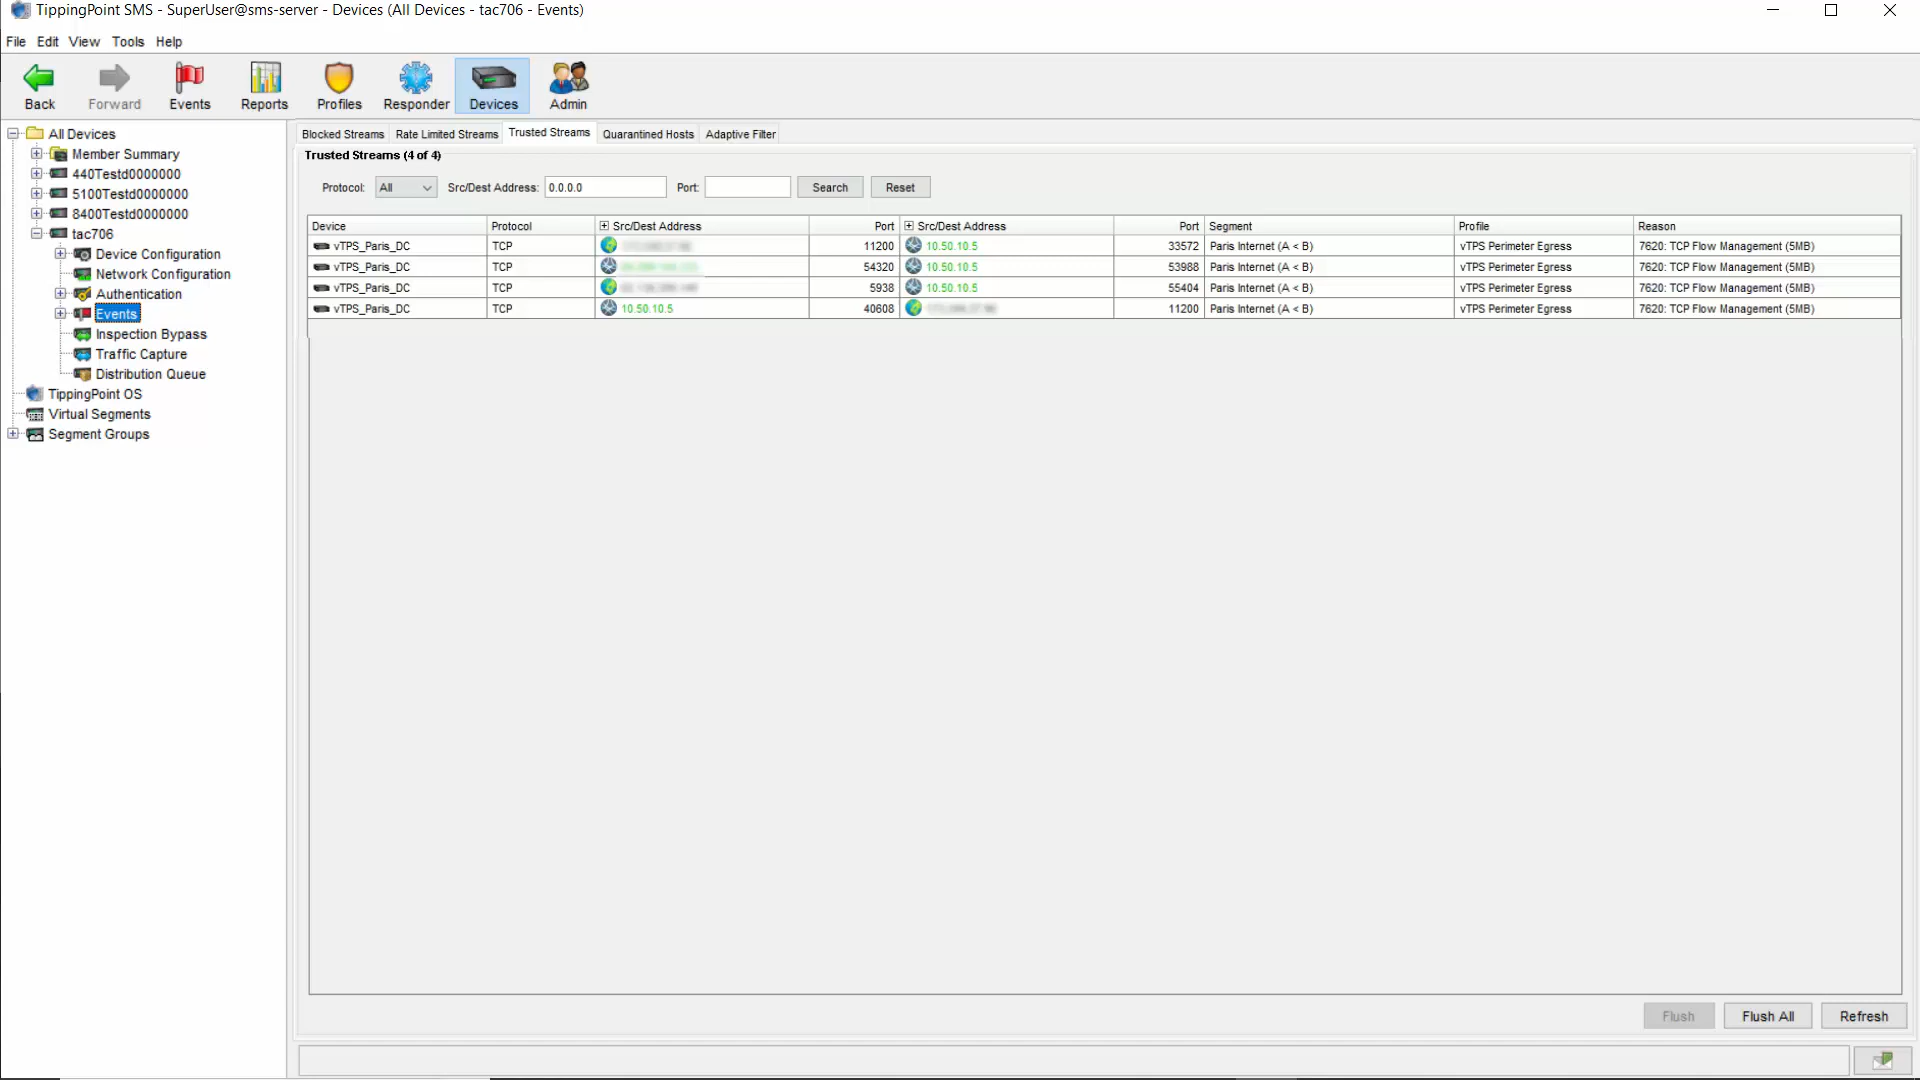 TippingPoint SMS - SuperUser@sms-server - Devices (All Devices - tac706 - Events)
File Edit View Tools Help
Back Forward Events Reports Profiles Responder Devices Admin
All Devices
Member Summary
440Testd0000000
5100Testd0000000
8400Testd0000000
tac706
Device Configuration
Network Configuration
Authentication
Events
Inspection Bypass
Traffic Capture
Distribution Queue
TippingPoint OS
Virtual Segments
Segment Groups
Blocked Streams Rate Limited Streams Trusted Streams Quarantined Hosts Adaptive Filter
Trusted Streams (4 of 4)
Protocol: All Src/Dest Address: 0.0.0.0 Port: Search Reset
Device Protocol Src/Dest Address Port Src/Dest Address Port Segment Profile Reason
vTPS_Paris_DC TCP 11200 10.50.10.5 33572 Paris Internet (A < B) vTPS Perimeter Egress 7620: TCP Flow Management (5MB)
vTPS_Paris_DC TCP 54320 10.50.10.5 53988 Paris Internet (A < B) vTPS Perimeter Egress 7620: TCP Flow Management (5MB)
vTPS_Paris_DC TCP 5938 10.50.10.5 55404 Paris Internet (A < B) vTPS Perimeter Egress 7620: TCP Flow Management (5MB)
vTPS_Paris_DC TCP 10.50.10.5 40608 11200 Paris Internet (A < B) vTPS Perimeter Egress 7620: TCP Flow Management (5MB)
Flush Flush All Refresh